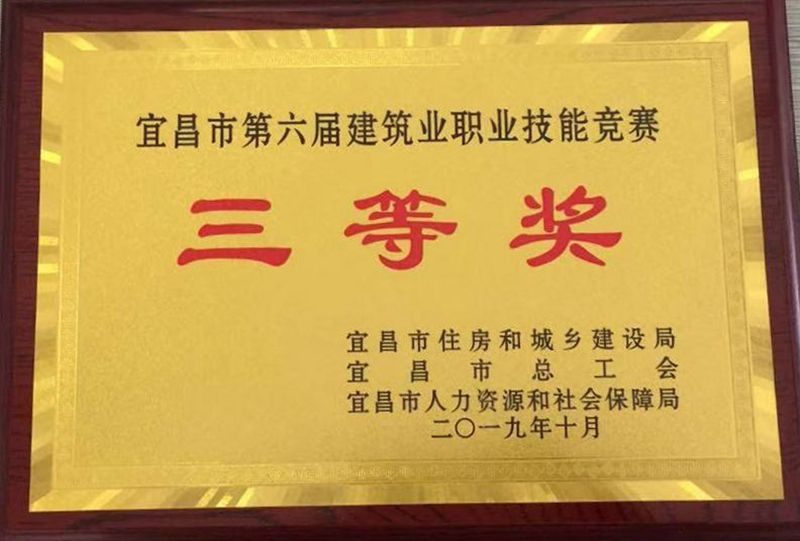 宜昌市第六届建筑业职业技能竞赛
三等奖
宜昌市住房和城乡建设局
宜昌市总工会
宜昌市人力资源和社会保障局
二〇一九年十月